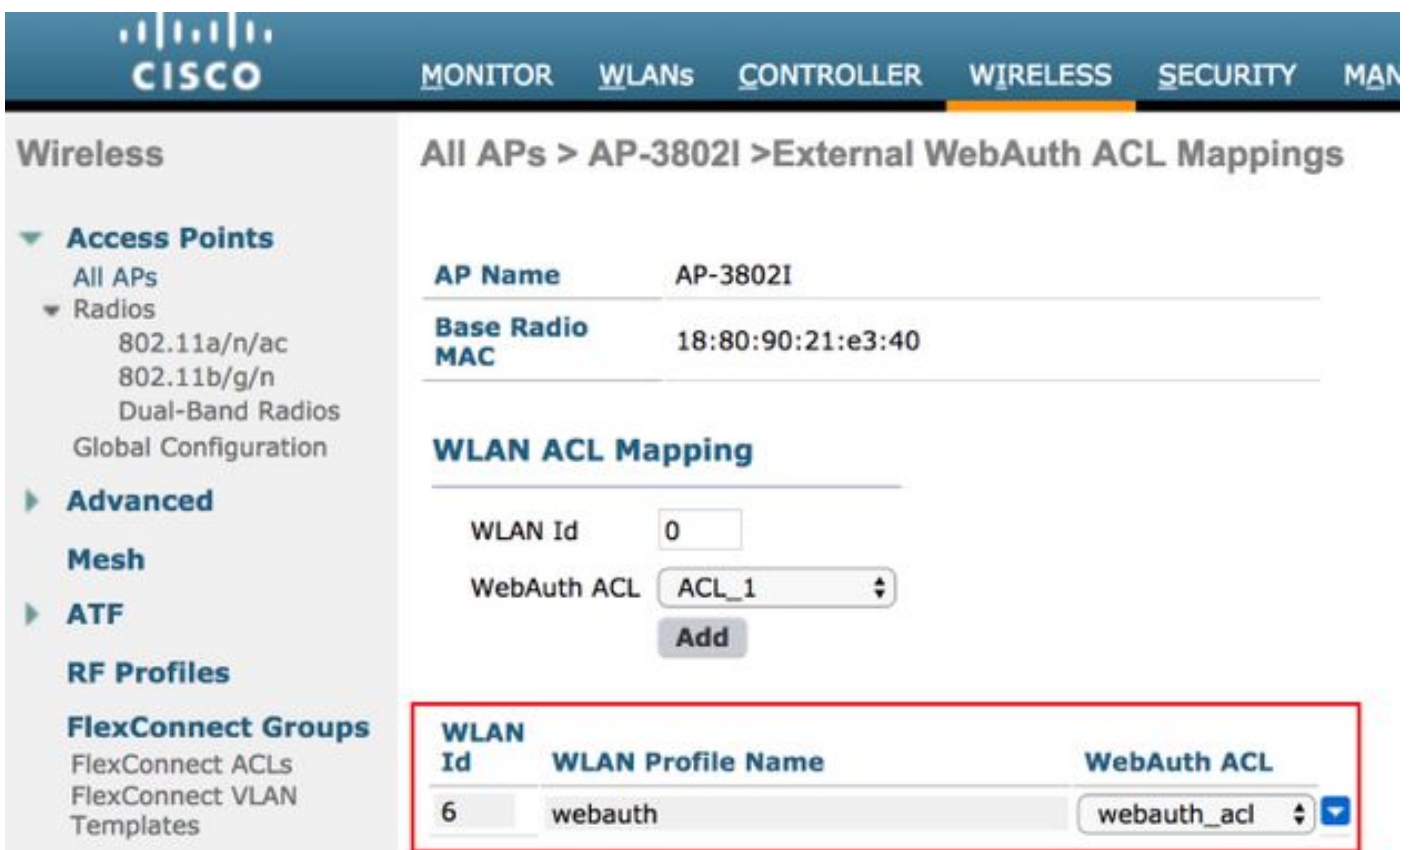 CISCO
MONITOR WLANs CONTROLLER WIRELESS SECURITY MAN
Wireless
Access Points
All APs
Radios
802.11a/n/ac
802.11b/g/n
Dual-Band Radios
Global Configuration
Advanced
Mesh
ATF
RF Profiles
FlexConnect Groups
FlexConnect ACLs
FlexConnect VLAN
Templates
All APs > AP-3802I >External WebAuth ACL Mappings
AP Name AP-3802I
Base Radio
MAC 18:80:90:21:e3:40
WLAN ACL Mapping
WLAN Id 0
WebAuth ACL ACL_1
Add
WLAN
Id WLAN Profile Name WebAuth ACL
6 webauth webauth_acl